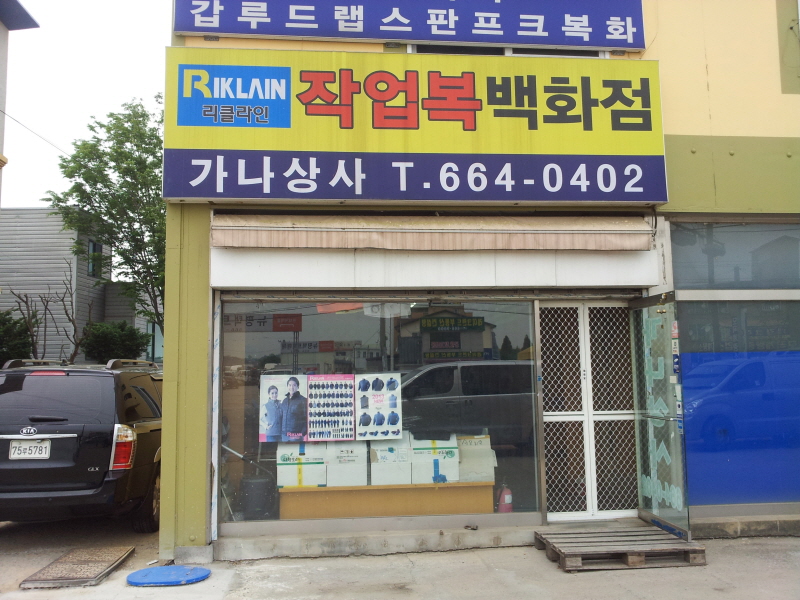 갑루드랩스판프크복화
RIKLAIN
리클라인
작업복백화점
가나상사 T.664-0402
KIA
75루5781